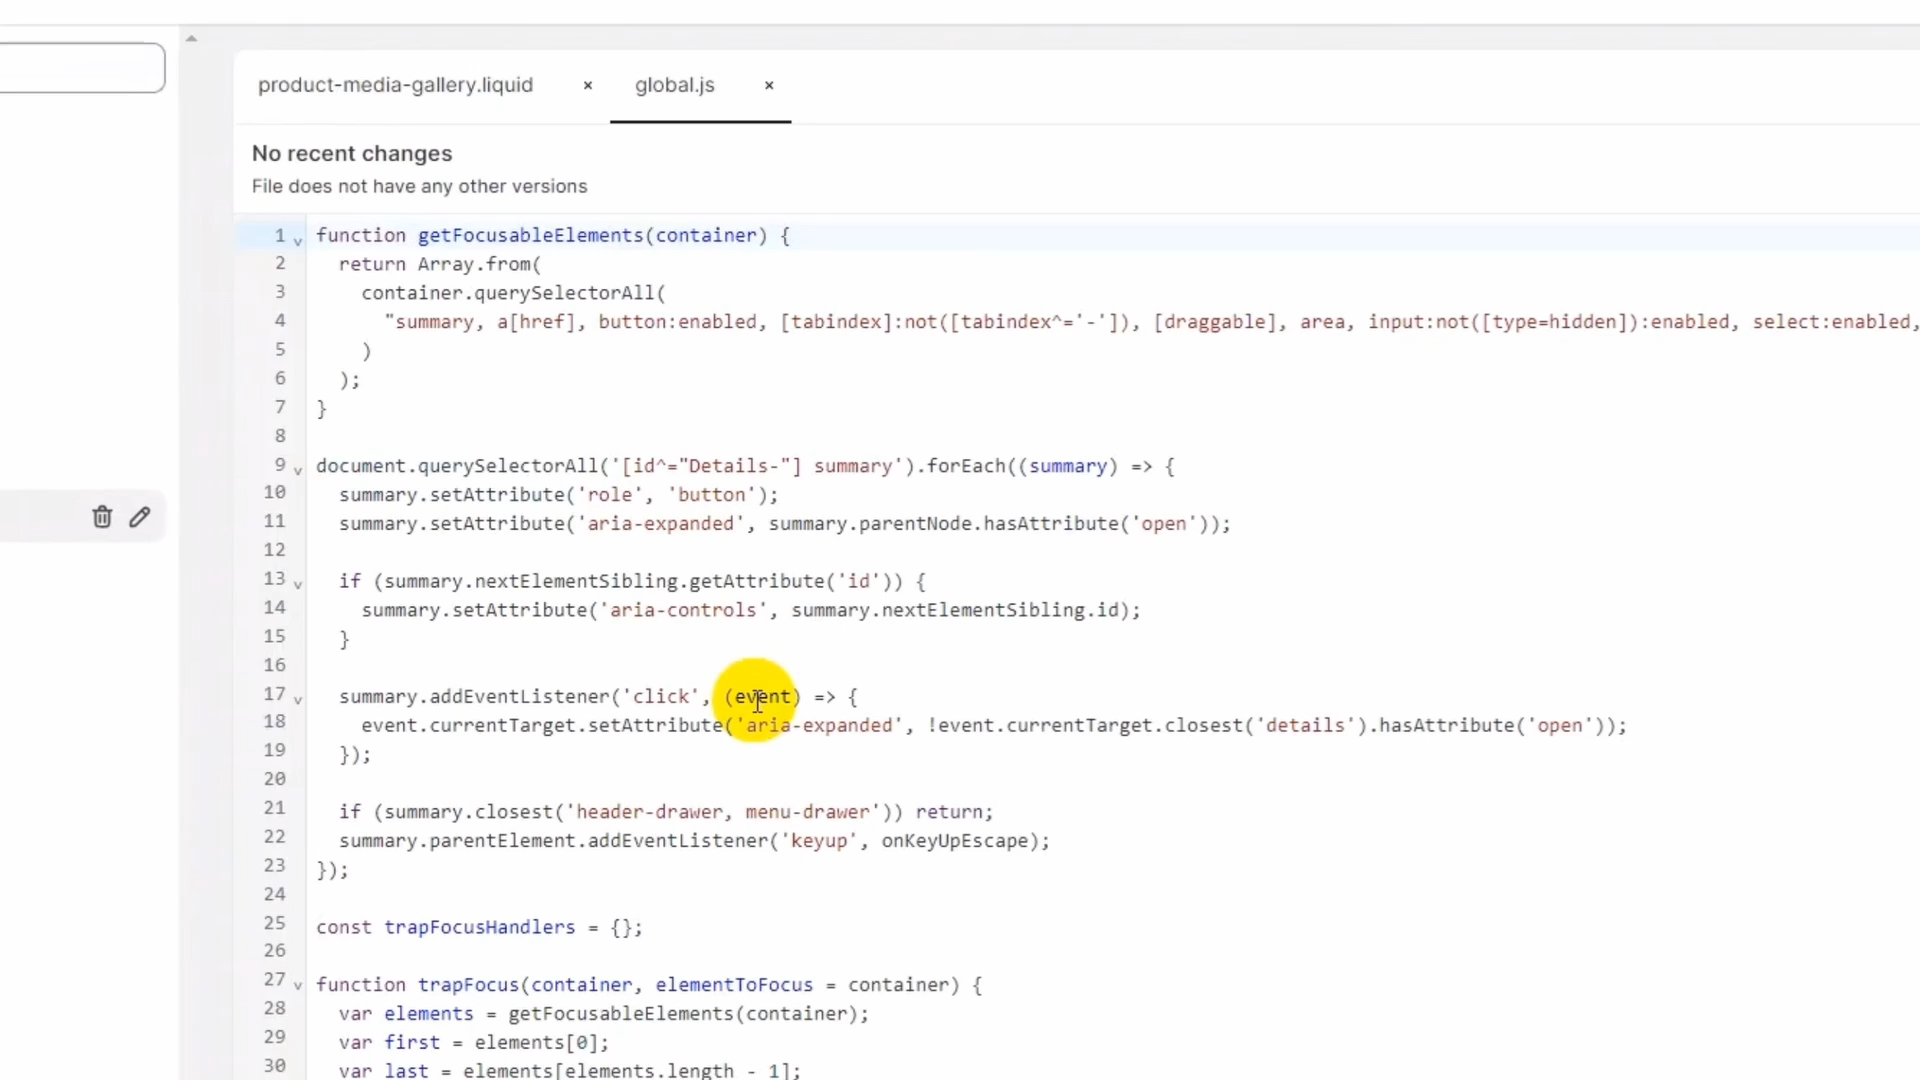 product-media-gallery.liquid × global.js ×
No recent changes
File does not have any other versions
1 function getFocusableElements(container) {
2 return Array.from(
3 container.querySelectorAll(
4 "summary, a[href], button:enabled, [tabindex]:not([tabindex^='-']), [draggable], area, input:not([type=hidden]):enabled, select:enabled,
5 )
6 );
7 }
8
9 document.querySelectorAll('[id^="Details-"] summary').forEach((summary) => {
10 summary.setAttribute('role', 'button');
11 summary.setAttribute('aria-expanded', summary.parentNode.hasAttribute('open'));
12
13 if (summary.nextElementSibling.getAttribute('id')) {
14 summary.setAttribute('aria-controls', summary.nextElementSibling.id);
15 }
16
17 summary.addEventListener('click', (event) => {
18 event.currentTarget.setAttribute('aria-expanded', !event.currentTarget.closest('details').hasAttribute('open'));
19 });
20
21 if (summary.closest('header-drawer, menu-drawer')) return;
22 summary.parentElement.addEventListener('keyup', onKeyUpEscape);
23 });
24
25 const trapFocusHandlers = {};
26
27 function trapFocus(container, elementToFocus = container) {
28 var elements = getFocusableElements(container);
29 var first = elements[0];
30 var last = elements[elements.length - 1];